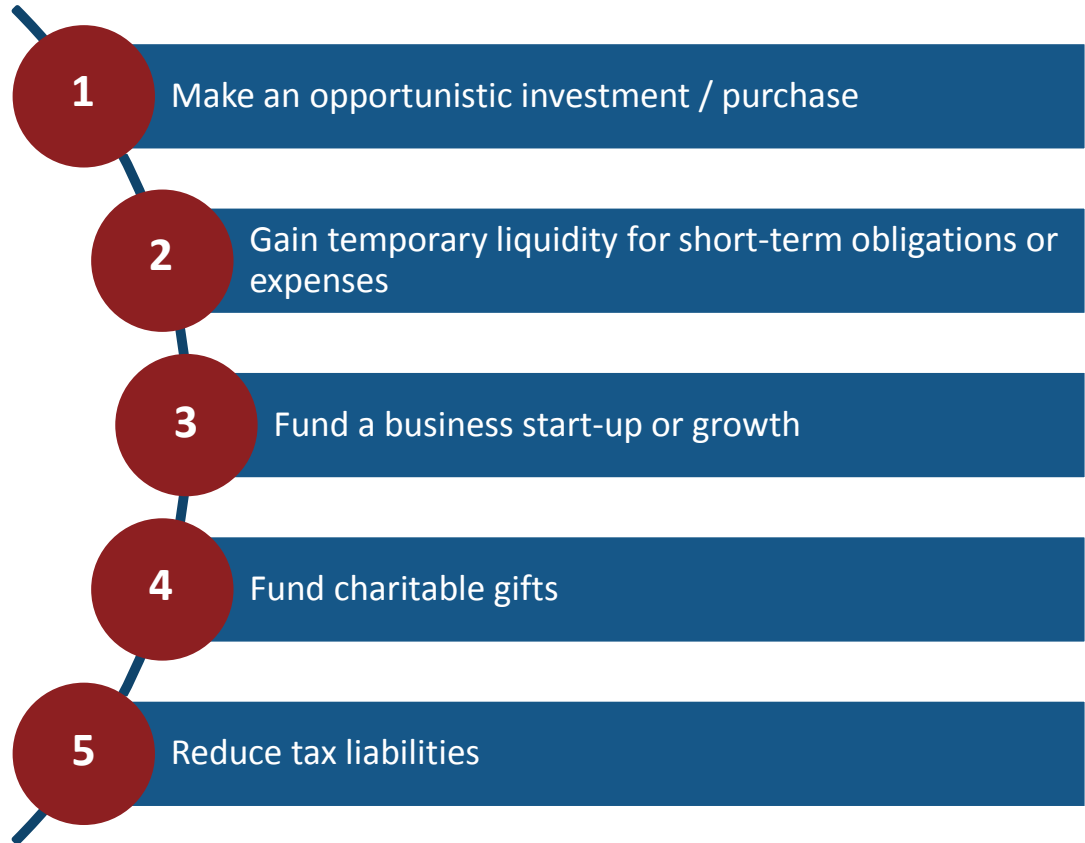 1
Make an opportunistic investment / purchase
2
Gain temporary liquidity for short-term obligations or
expenses
3
Fund a business start-up or growth
4
Fund charitable gifts
5
Reduce tax liabilities